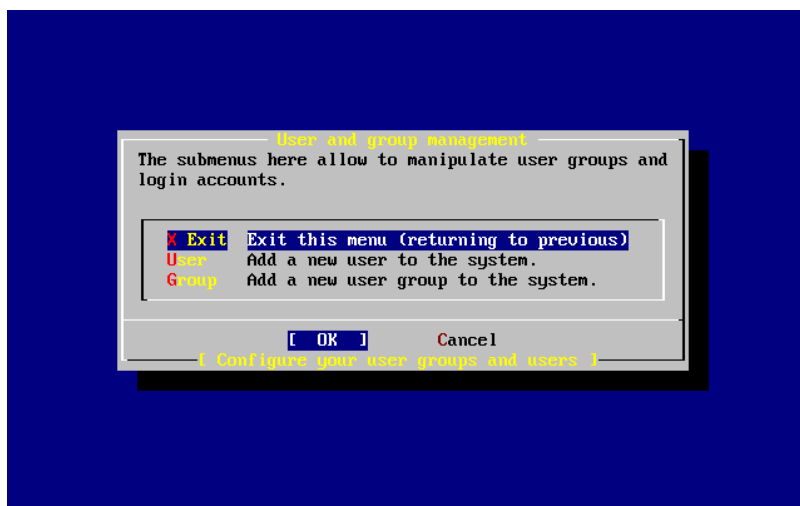 User and group management
The submenus here allow to manipulate user groups and
login accounts.
X Exit Exit this menu (returning to previous)
User Add a new user to the system.
Group Add a new user group to the system.
[ OK ] Cancel
[ Configure your user groups and users ]